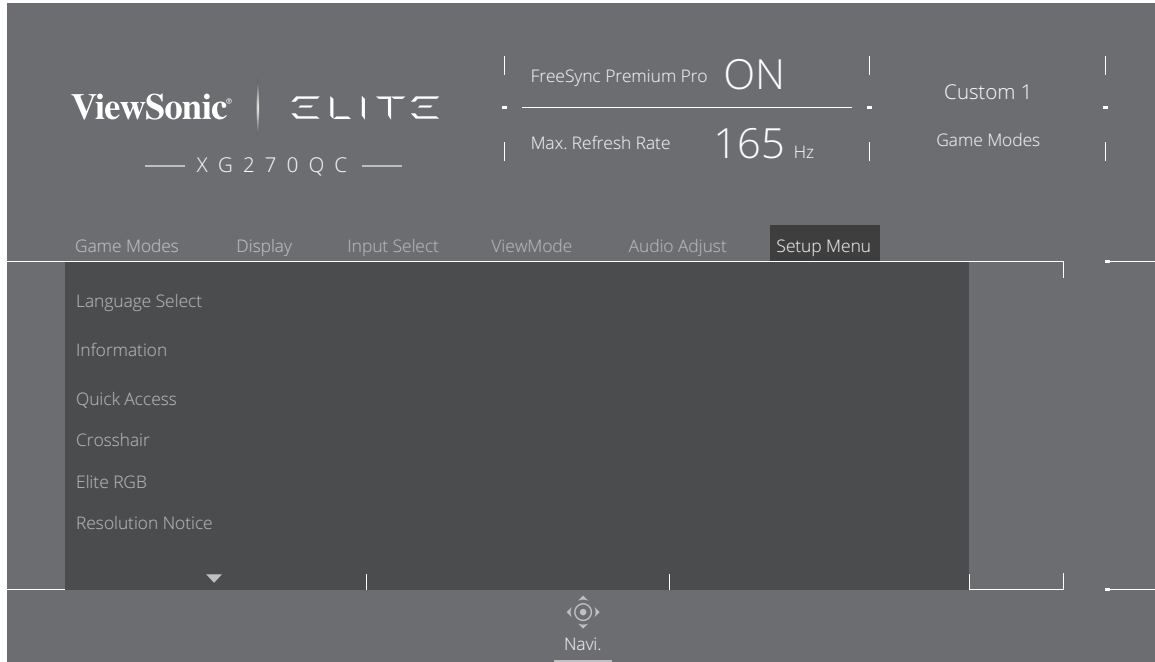 ViewSonic® ELITE
XG270QC
FreeSync Premium Pro ON
Max. Refresh Rate 165 Hz
Custom 1
Game Modes
Game Modes Display Input Select ViewMode Audio Adjust Setup Menu
Language Select
Information
Quick Access
Crosshair
Elite RGB
Resolution Notice
Navi.